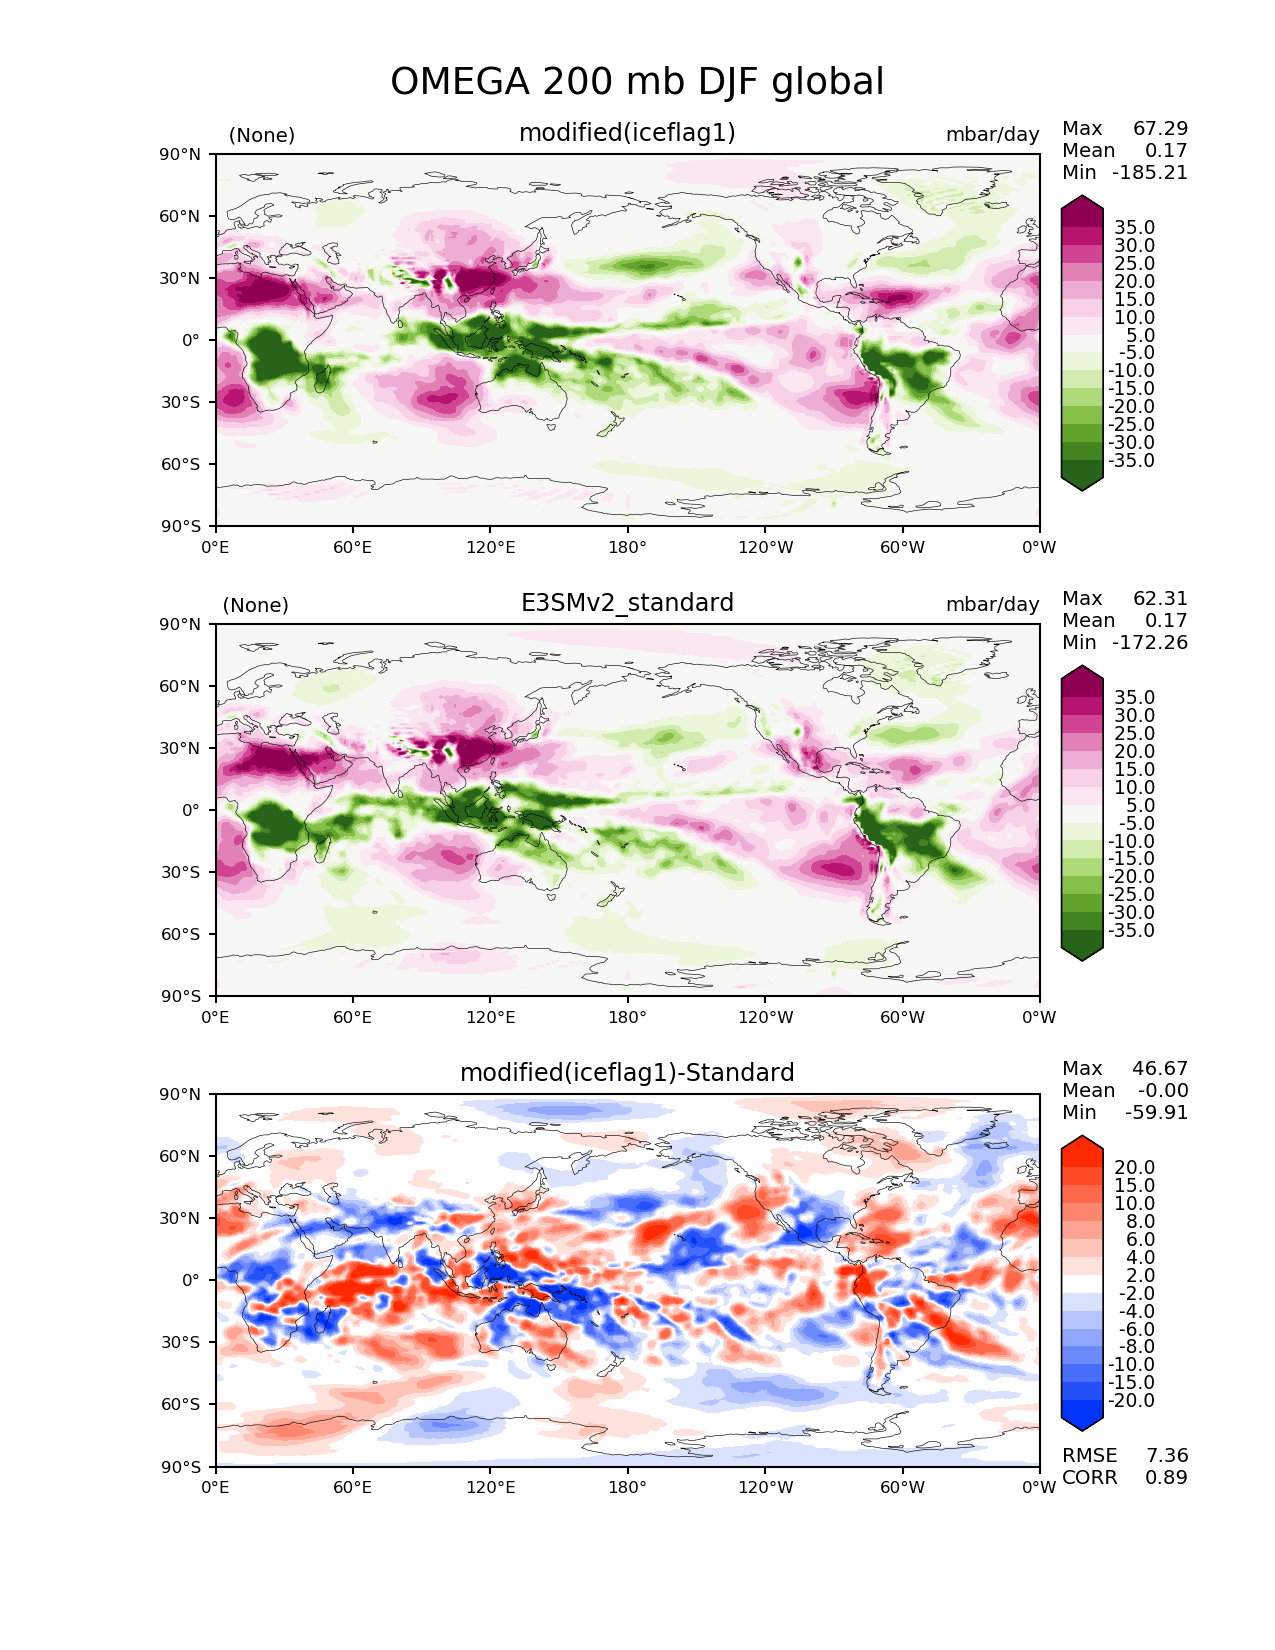 OMEGA 200 mb DJF global
(None) modified(iceflag1) mbar/day
Max 67.29
Mean 0.17
Min -185.21
90°N
60°N
30°N
0°
30°S
60°S
90°S
0°E 60°E 120°E 180° 120°W 60°W 0°W
35.0
30.0
25.0
20.0
15.0
10.0
5.0
-5.0
-10.0
-15.0
-20.0
-25.0
-30.0
-35.0
(None) E3SMv2_standard mbar/day
Max 62.31
Mean 0.17
Min -172.26
90°N
60°N
30°N
0°
30°S
60°S
90°S
0°E 60°E 120°E 180° 120°W 60°W 0°W
35.0
30.0
25.0
20.0
15.0
10.0
5.0
-5.0
-10.0
-15.0
-20.0
-25.0
-30.0
-35.0
modified(iceflag1)-Standard
Max 46.67
Mean -0.00
Min -59.91
90°N
60°N
30°N
0°
30°S
60°S
90°S
0°E 60°E 120°E 180° 120°W 60°W 0°W
20.0
15.0
10.0
8.0
6.0
4.0
2.0
-2.0
-4.0
-6.0
-8.0
-10.0
-15.0
-20.0
RMSE 7.36
CORR 0.89